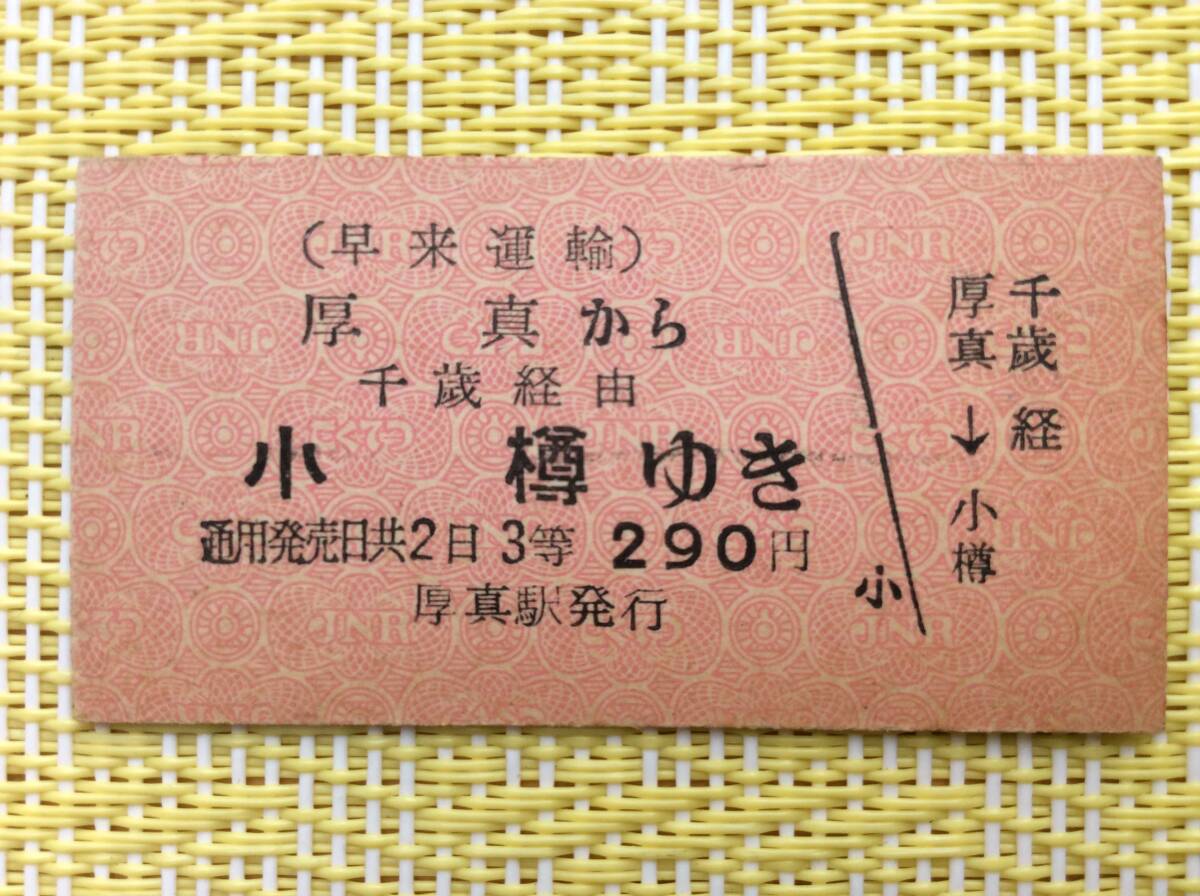 (早来運輸)
厚真から
千歳経由
小樽ゆき
通用発売日共2日 3等 290円
厚真駅発行
小
千歳経
厚真→小樽